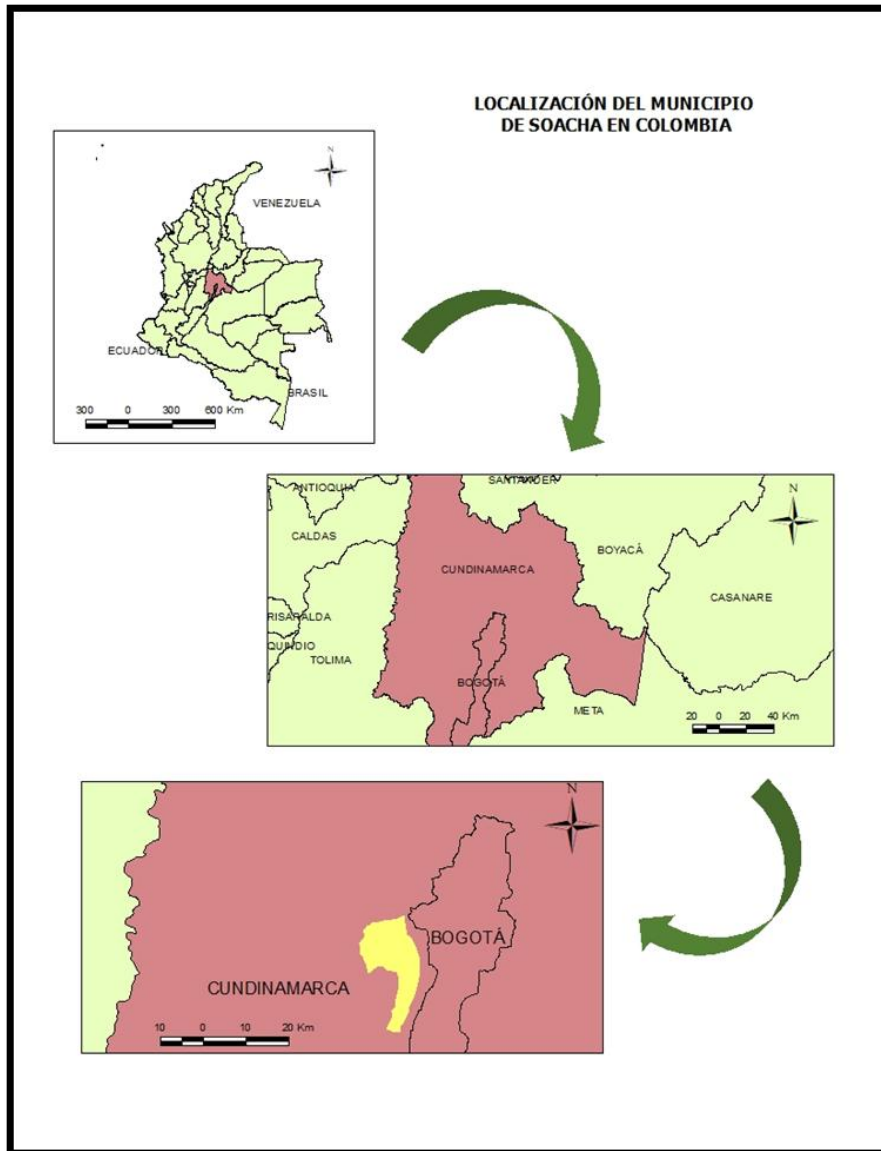 LOCALIZACIÓN DEL MUNICIPIO
DE SOACHA EN COLOMBIA
N
VENEZUELA
ECUADOR
BRASIL
300 0 300 600 Km
SANTANDER
ANTIOQUIA
N
CALDAS
BOYACÁ
CUNDINAMARCA
CASANARE
RISARALDA
QUINDIO
TOLIMA
BOGOTÁ
META
20 0 20 40 Km
N
BOGOTÁ
CUNDINAMARCA
10 0 10 20 Km